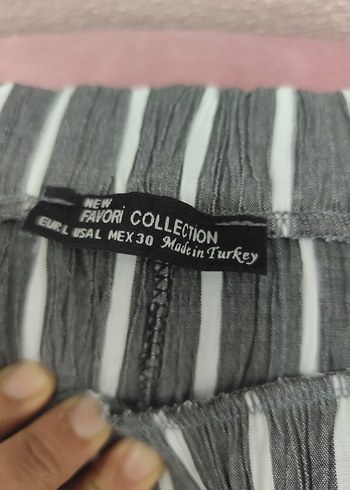 NEW
FAVORİ COLLECTION
EUR.L USA.L MEX 30 Made in Turkey